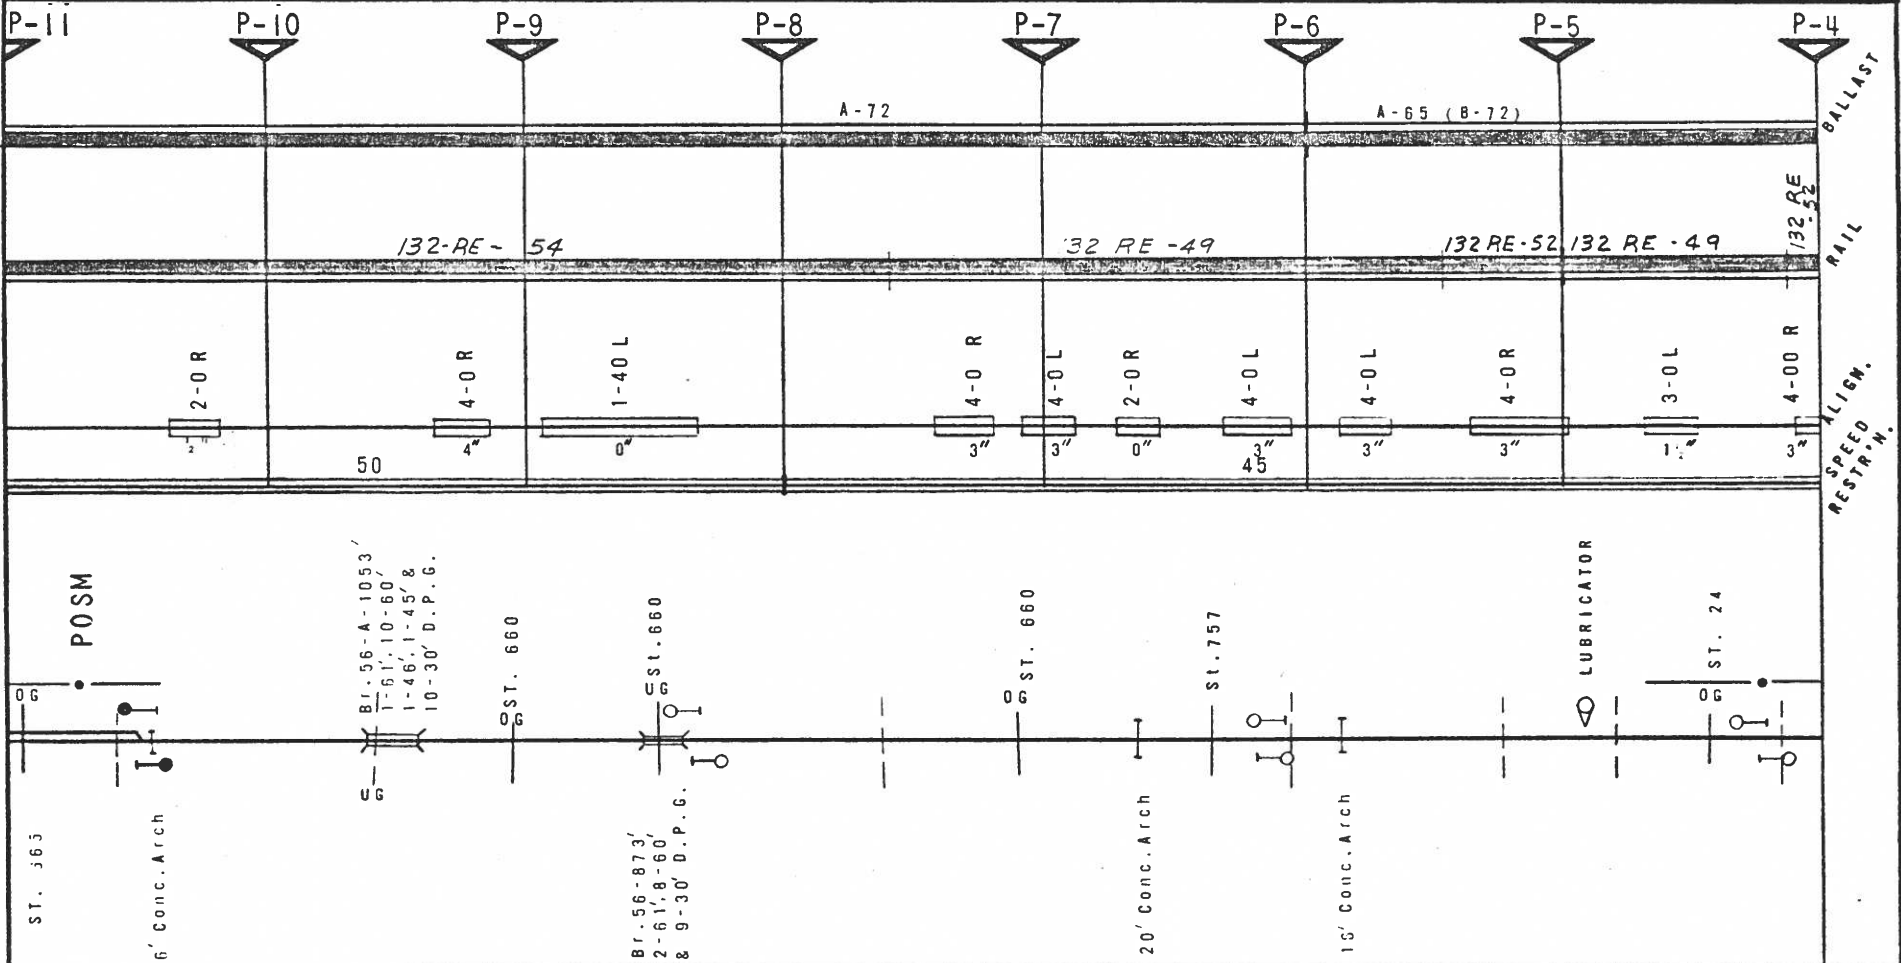 P-11 P-10 P-9 P-8 P-7 P-6 P-5 P-4
A-72
A-65 (B-72)
BALLAST
132-RE- 54
32 RE -49
132 RE-52
132 RE -49
132 RE
-52
RAIL
2-0 R
4-0 R
1-40 L
4-0 R
4-0 L
2-0 R
4-0 L
4-0 L
4-0 R
3-0 L
4-00 R
ALIGN.
4"
0"
3"
3"
0"
3"
3"
3"
3"
50
45
SPEED
RESTR'N.
POSM
Br.56-A-1053'
1-61',10-60'
1-46',1-45' &
10-30' D.P.G.
ST. 660
St.660
ST. 660
St.757
LUBRICATOR
ST. 24
OG
OG
UG
OG
OG
UG
ST.
6' Conc.Arch
Br.56-873'
2-61',8-60'
& 9-30' D.P.G.
20' Conc.Arch
Conc.Arch